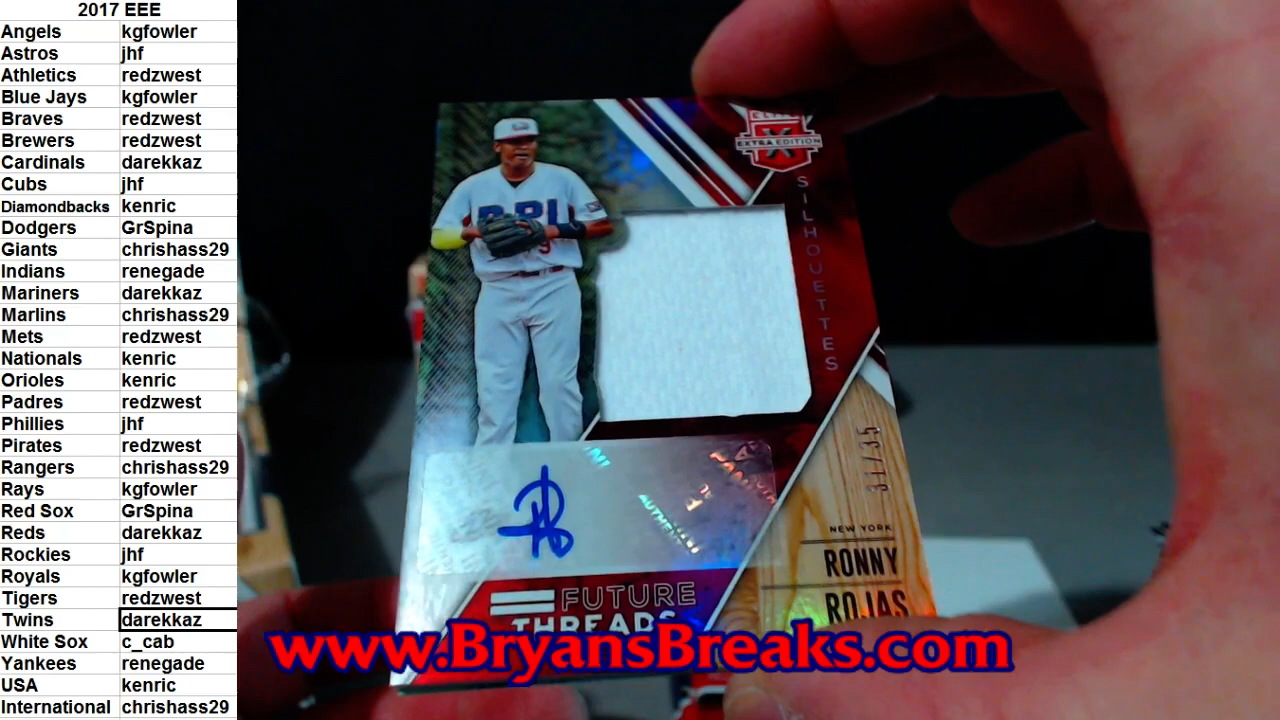 2017 EEE
Angels kgfowler
Astros jhf
Athletics redzwest
Blue Jays kgfowler
Braves redzwest
Brewers redzwest
Cardinals darekkaz
Cubs jhf
Diamondbacks kenric
Dodgers GrSpina
Giants chrishass29
Indians renegade
Mariners darekkaz
Marlins chrishass29
Mets redzwest
Nationals kenric
Orioles kenric
Padres redzwest
Phillies jhf
Pirates redzwest
Rangers chrishass29
Rays kgfowler
Red Sox GrSpina
Reds darekkaz
Rockies jhf
Royals kgfowler
Tigers redzwest
Twins darekkaz
White Sox c_cab
Yankees renegade
USA kenric
International chrishass29
EXTRA EDITION
SILHOUETTES
31/35
NEW YORK
RONNY
ROJAS
FUTURE
THREADS
www.BryansBreaks.com